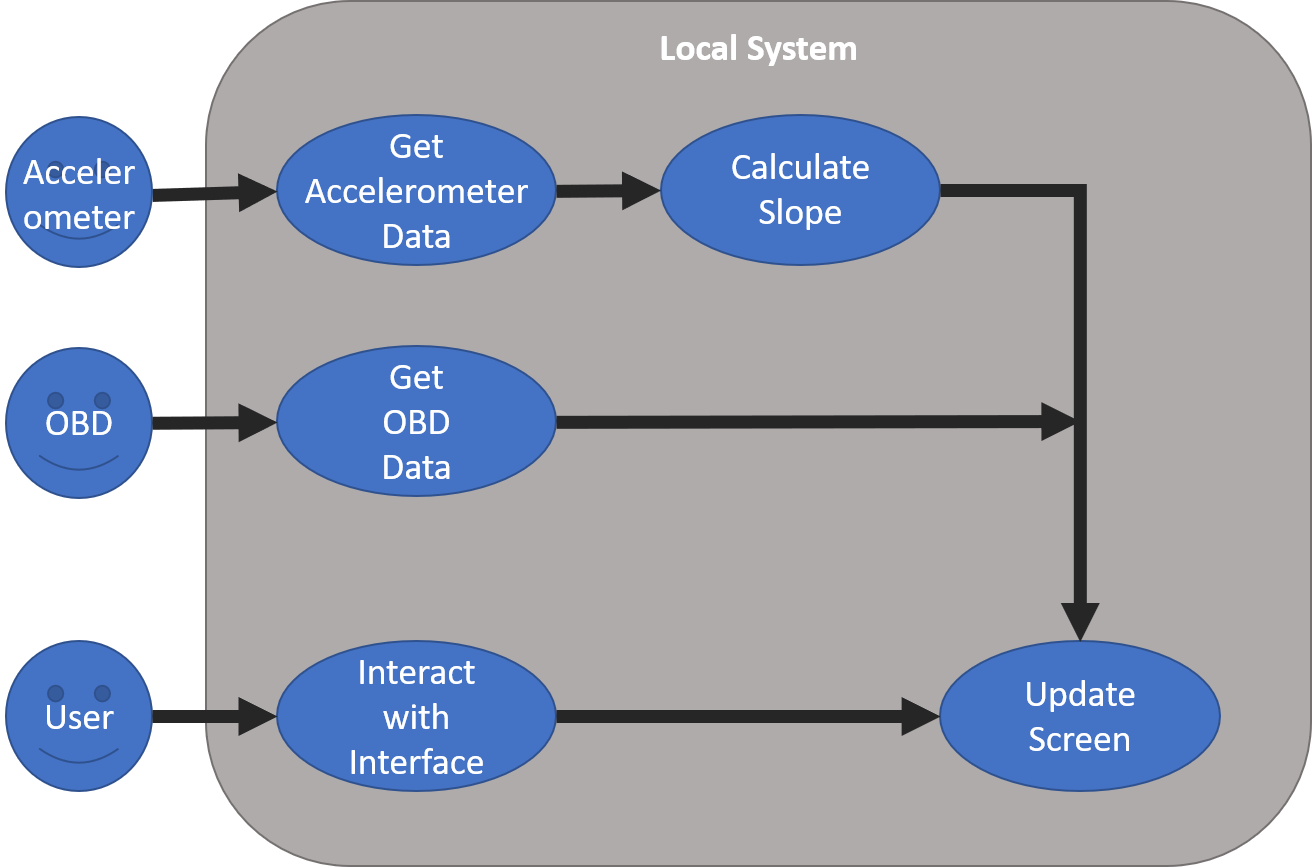 Local System
Acceler
ometer
Get
Accelerometer
Data
Calculate
Slope
OBD
Get
OBD
Data
User
Interact
with
Interface
Update
Screen